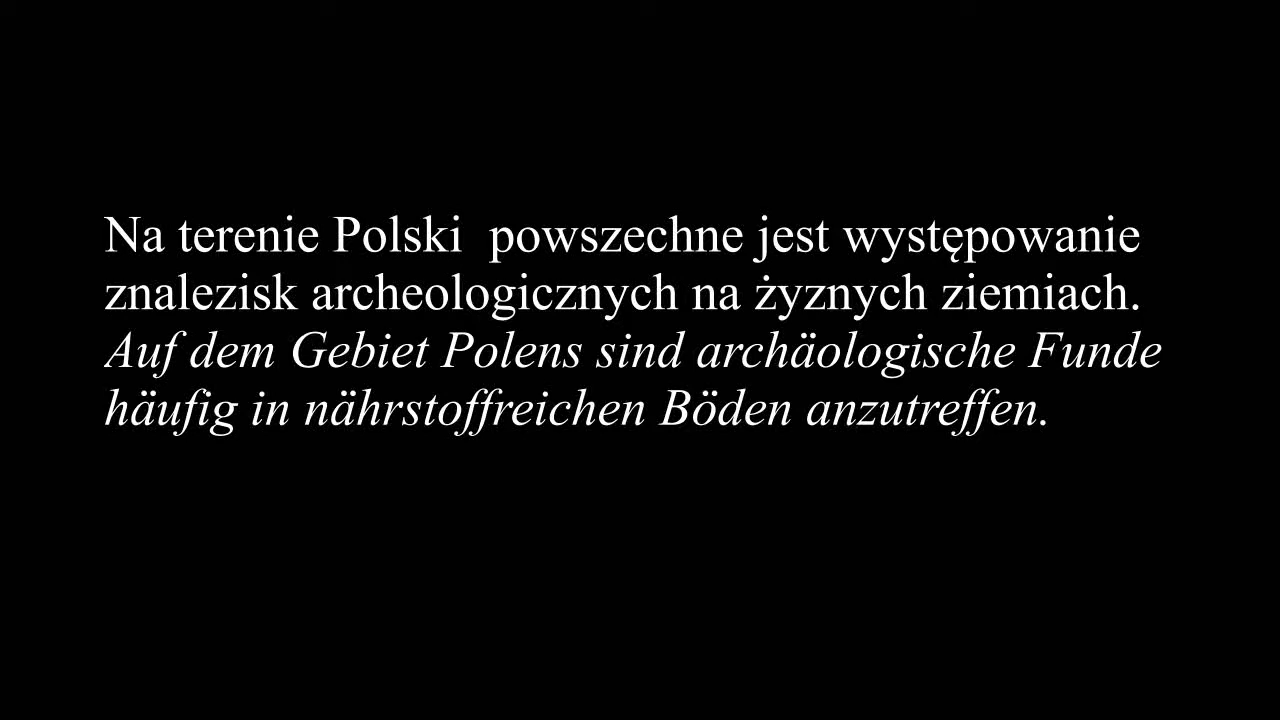 Na terenie Polski  powszechne jest występowanie
znalezisk archeologicznych na żyznych ziemiach.
Auf dem Gebiet Polens sind archäologische Funde
häufig in nährstoffreichen Böden anzutreffen.